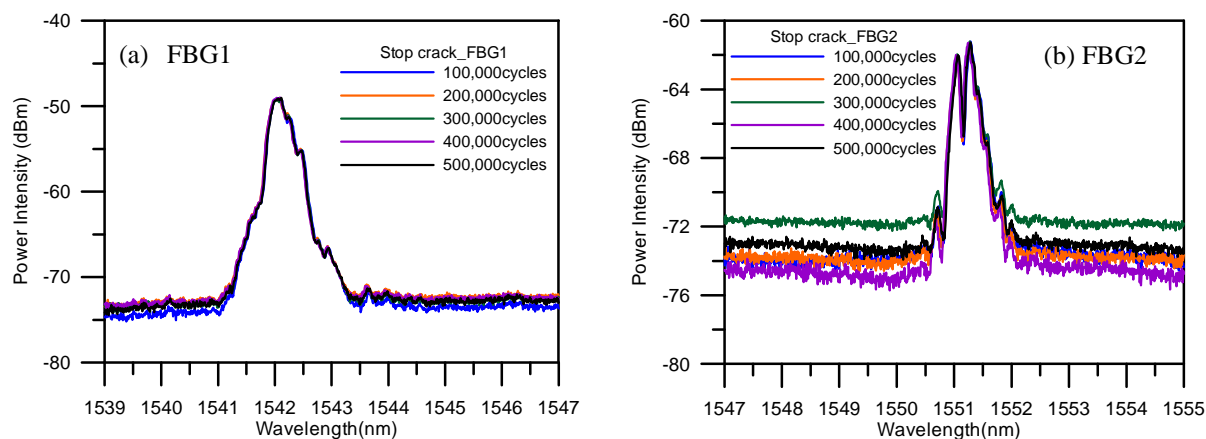 (a) FBG1
Stop crack_FBG1
100,000cycles
200,000cycles
300,000cycles
400,000cycles
500,000cycles
Power Intensity (dBm)
-40
-50
-60
-70
-80
1539 1540 1541 1542 1543 1544 1545 1546 1547
Wavelength(nm)
(b) FBG2
Stop crack_FBG2
100,000cycles
200,000cycles
300,000cycles
400,000cycles
500,000cycles
Power Intensity (dBm)
-60
-64
-68
-72
-76
-80
1547 1548 1549 1550 1551 1552 1553 1554 1555
Wavelength(nm)